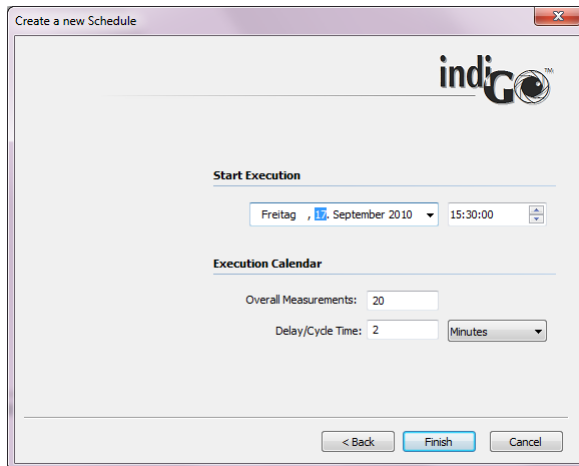 Create a new Schedule
indiGo™
Start Execution
Freitag , 17. September 2010 15:30:00
Execution Calendar
Overall Measurements: 20
Delay/Cycle Time: 2 Minutes
< Back Finish Cancel